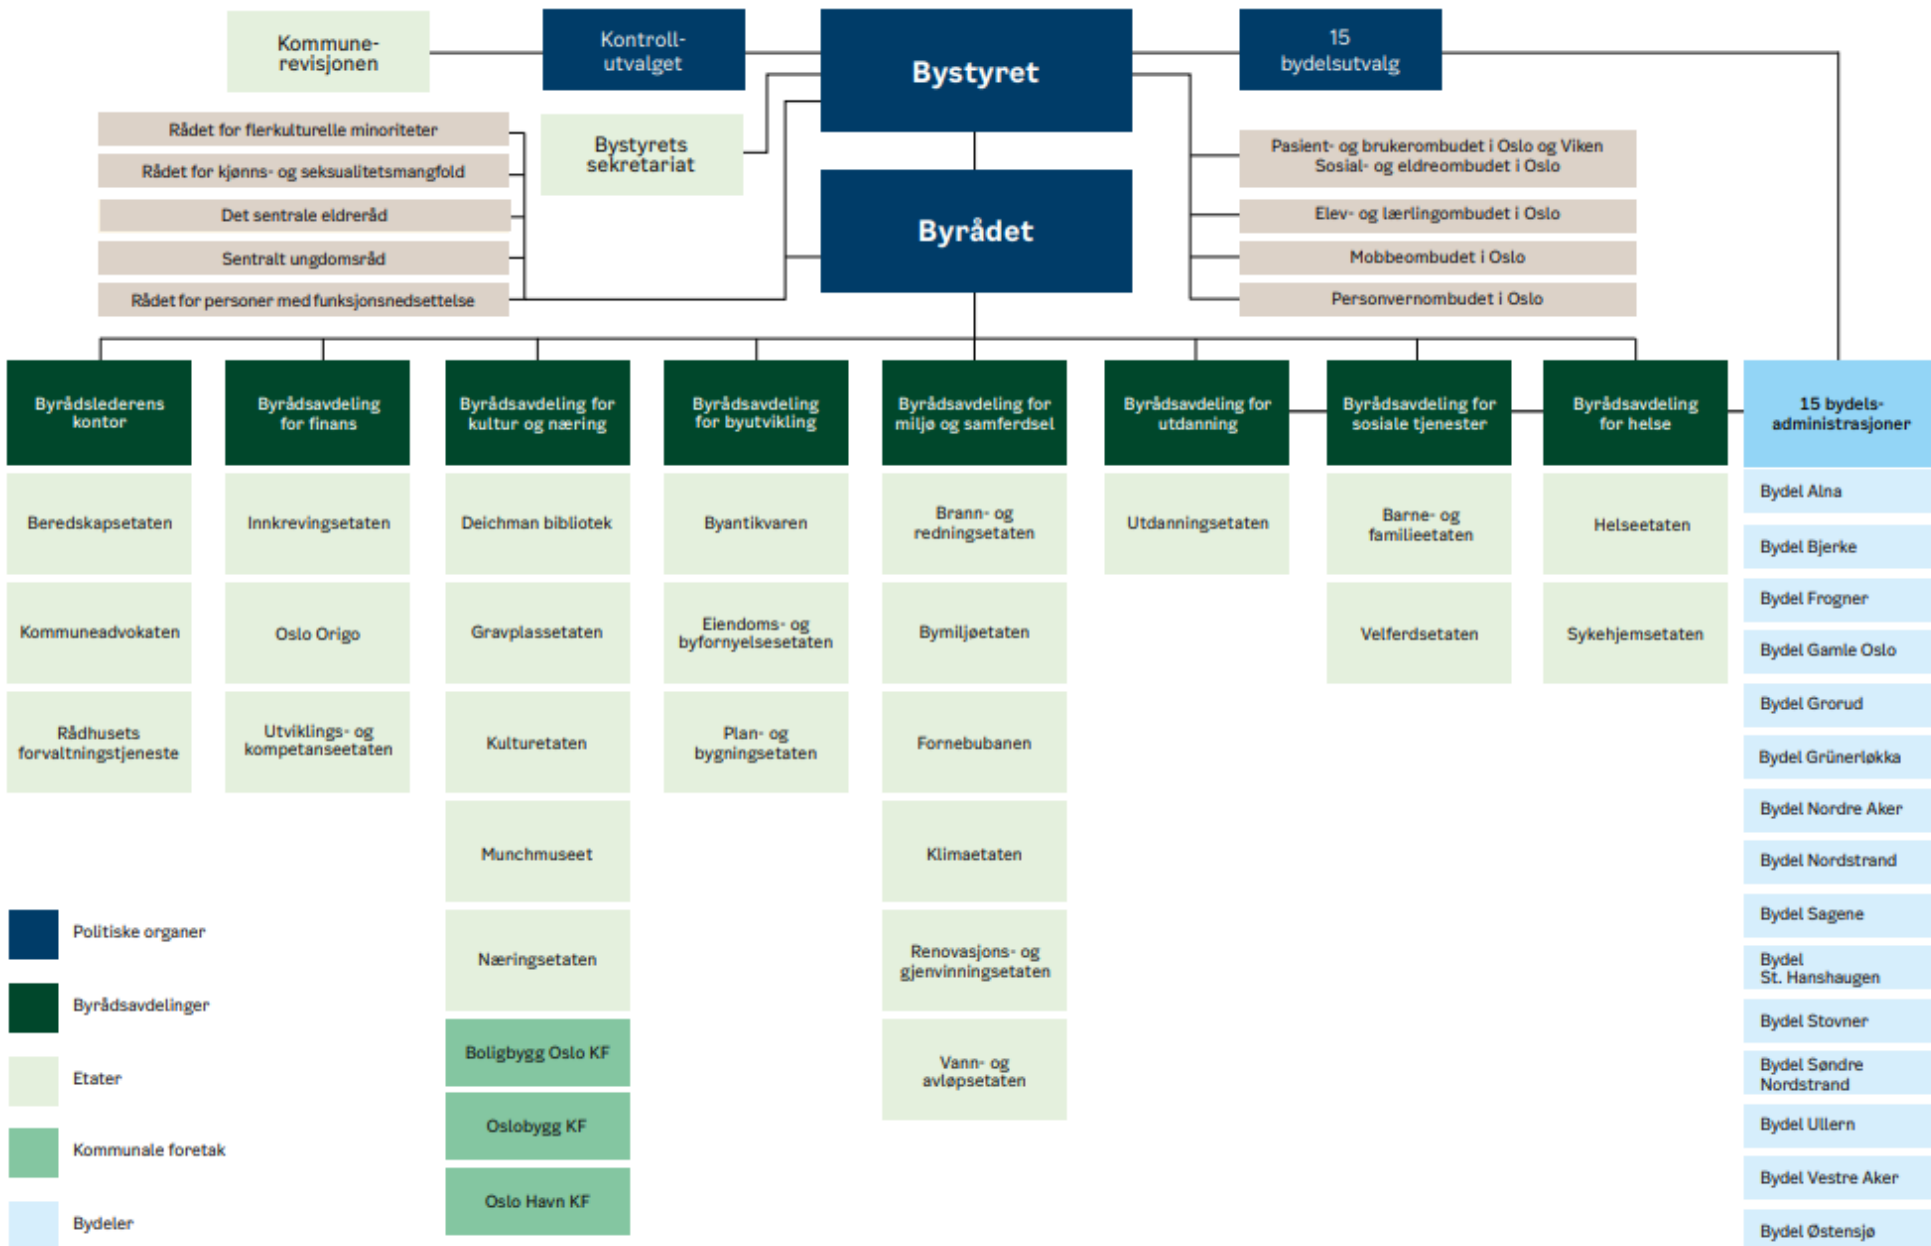 Kommune-
revisjonen
Kontroll-
utvalget
Bystyret
15
bydelsutvalg
Rådet for flerkulturelle minoriteter
Rådet for kjønns- og seksualitetsmangfold
Det sentrale eldreråd
Sentralt ungdomsråd
Rådet for personer med funksjonsnedsettelse
Bystyrets
sekretariat
Byrådet
Pasient- og brukerombudet i Oslo og Viken
Sosial- og eldreombudet i Oslo
Elev- og lærlingombudet i Oslo
Mobbeombudet i Oslo
Personvernombudet i Oslo
Byrådslederens
kontor
Beredskapsetaten
Kommuneadvokaten
Rådhusets
forvaltningstjeneste
Byrådsavdeling
for finans
Innkrevingsetaten
Oslo Origo
Utviklings- og
kompetanseetaten
Byrådsavdeling for
kultur og næring
Deichman bibliotek
Gravplassetaten
Kulturetaten
Munchmuseet
Næringsetaten
Boligbygg Oslo KF
Oslobygg KF
Oslo Havn KF
Byrådsavdeling
for byutvikling
Byantikvaren
Eiendoms- og
byfornyelsesetaten
Plan- og
bygningsetaten
Byrådsavdeling for
miljø og samferdsel
Brann- og
redningsetaten
Bymiljøetaten
Fornebubanen
Klimaetaten
Renovasjons- og
gjenvinningsetaten
Vann- og
avløpsetaten
Byrådsavdeling for
utdanning
Utdanningsetaten
Byrådsavdeling for
sosiale tjenester
Barne- og
familieetaten
Velferdsetaten
Byrådsavdeling
for helse
Helseetaten
Sykehjemsetaten
15 bydels-
administrasjoner
Bydel Alna
Bydel Bjerke
Bydel Frogner
Bydel Gamle Oslo
Bydel Grorud
Bydel Grünerløkka
Bydel Nordre Aker
Bydel Nordstrand
Bydel Sagene
Bydel
St. Hanshaugen
Bydel Stovner
Bydel Søndre
Nordstrand
Bydel Ullern
Bydel Vestre Aker
Bydel Østensjø
Politiske organer
Byrådsavdelinger
Etater
Kommunale foretak
Bydeler